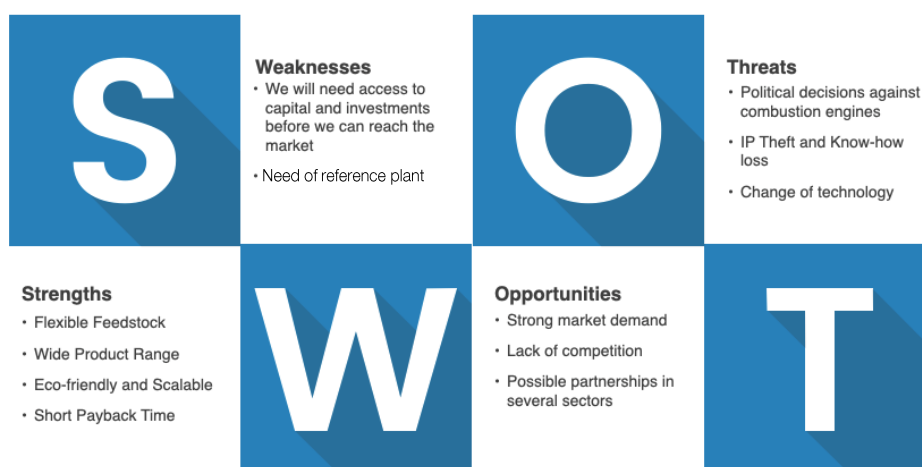 S
Weaknesses
• We will need access to
capital and investments
before we can reach the
market
• Need of reference plant
O
Threats
• Political decisions against
combustion engines
• IP Theft and Know-how
loss
• Change of technology
Strengths
• Flexible Feedstock
• Wide Product Range
• Eco-friendly and Scalable
• Short Payback Time
W
Opportunities
• Strong market demand
• Lack of competition
• Possible partnerships in
several sectors
T